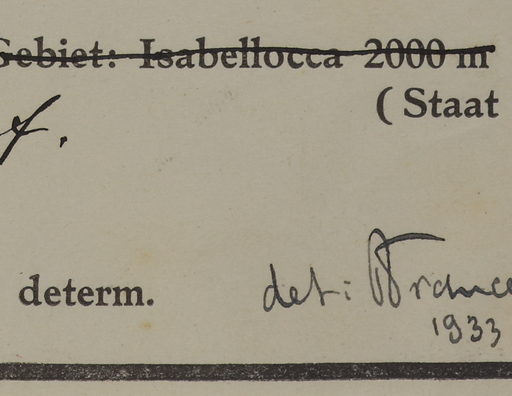 Gebiet: Isabellocca 2000 m
( Staat
f.
determ. det:
1933